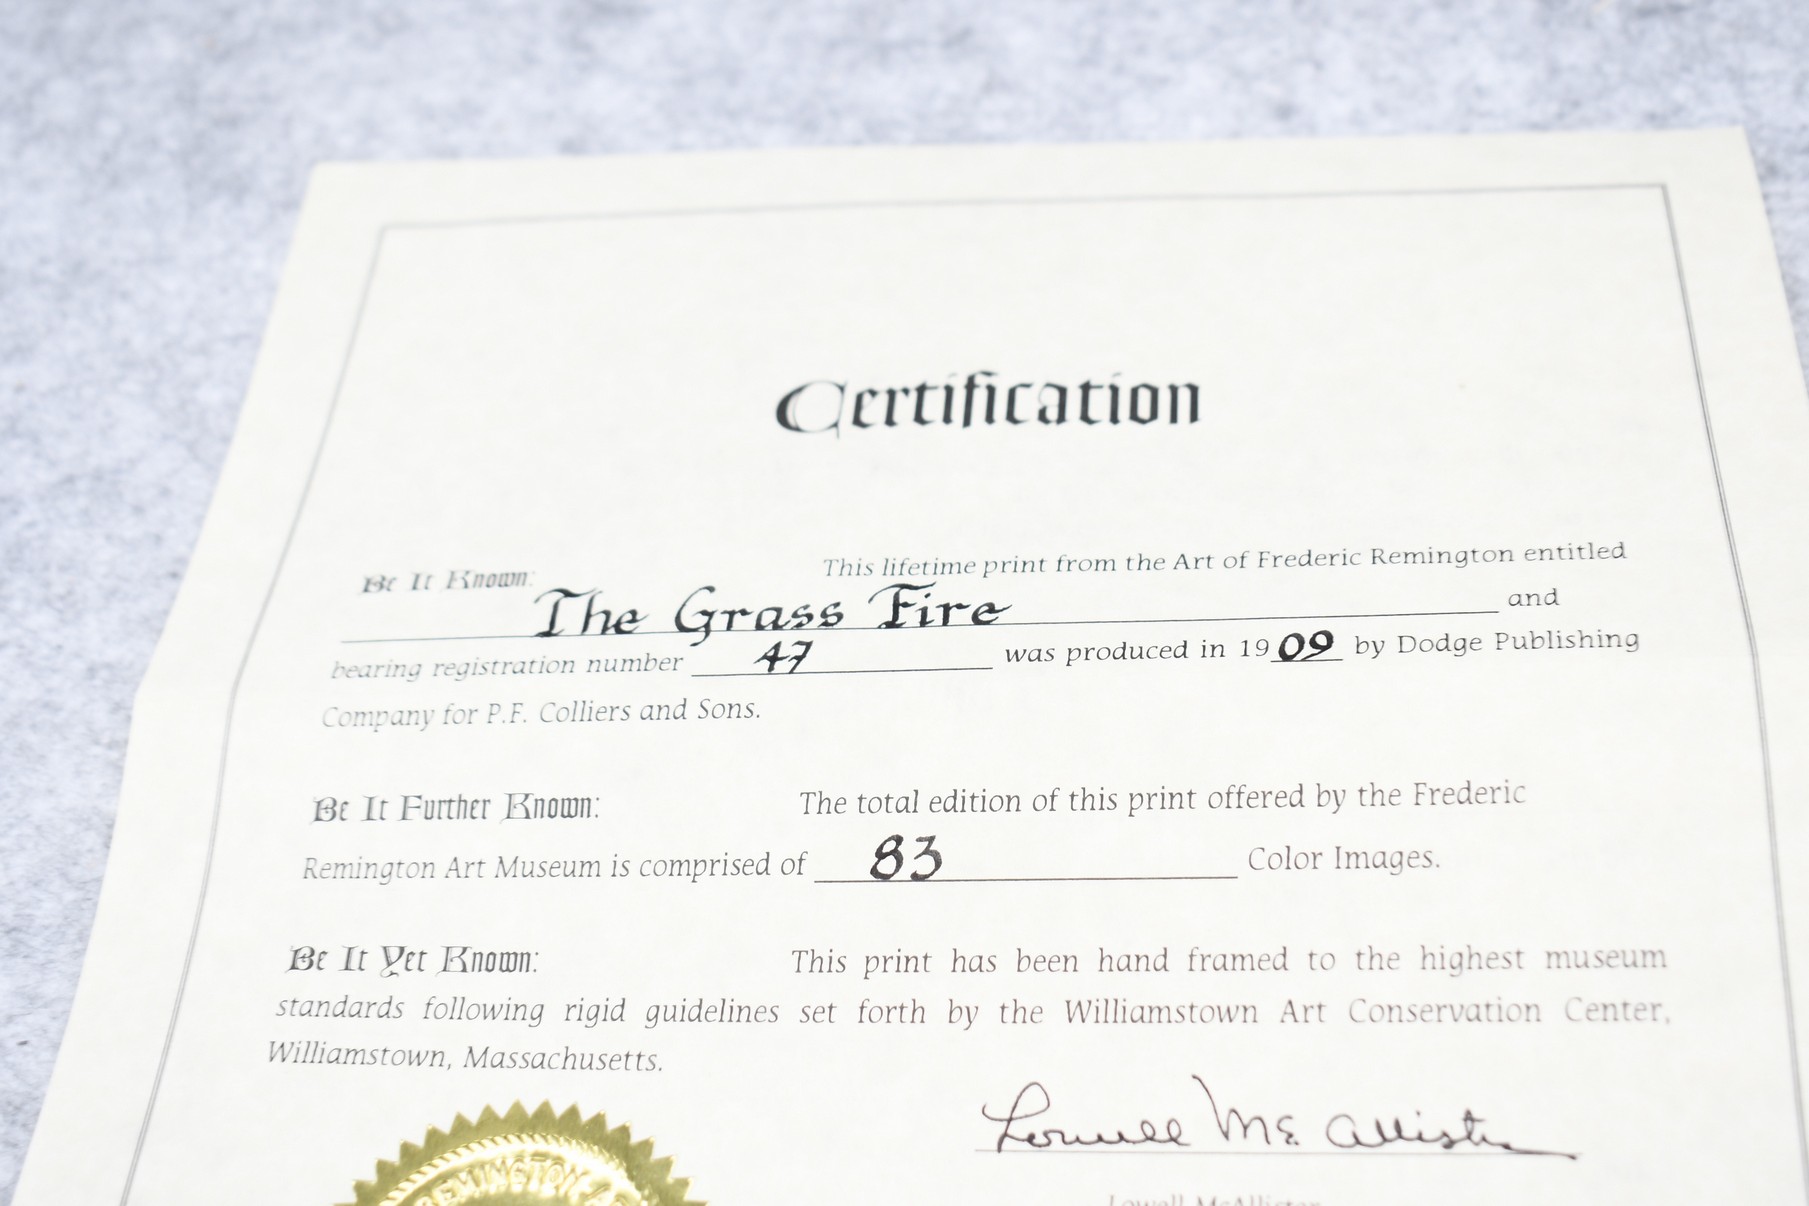 Certification
Be It Known: This lifetime print from the Art of Frederic Remington entitled
The Grass Fire and
bearing registration number 47 was produced in 1909 by Dodge Publishing
Company for P.F. Colliers and Sons.
Be It Further Known: The total edition of this print offered by the Frederic
Remington Art Museum is comprised of 83 Color Images.
Be It Yet Known: This print has been hand framed to the highest museum
standards following rigid guidelines set forth by the Williamstown Art Conservation Center,
Williamstown, Massachusetts.
Lowell McAllister
REMINGTON
Lowell McAllister